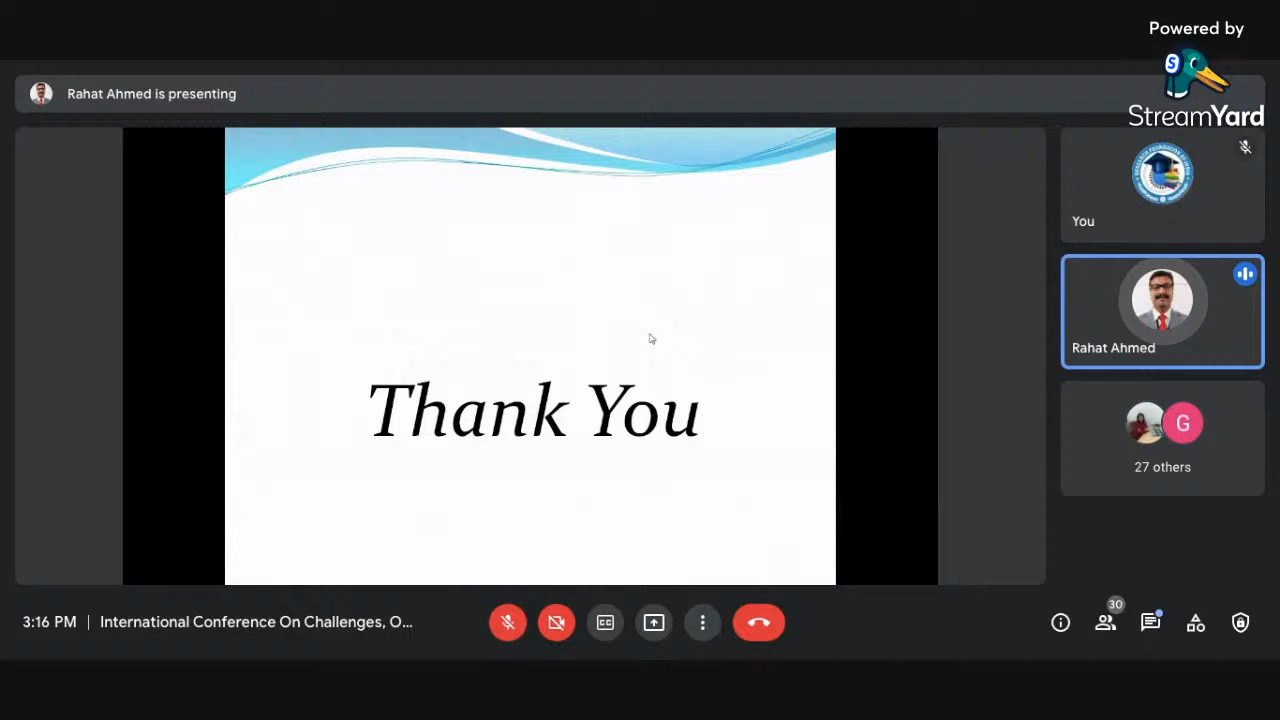 Powered by
StreamYard
Rahat Ahmed is presenting
You
Thank You
Rahat Ahmed
G
27 others
3:16 PM
International Conference On Challenges, O...
CC
30